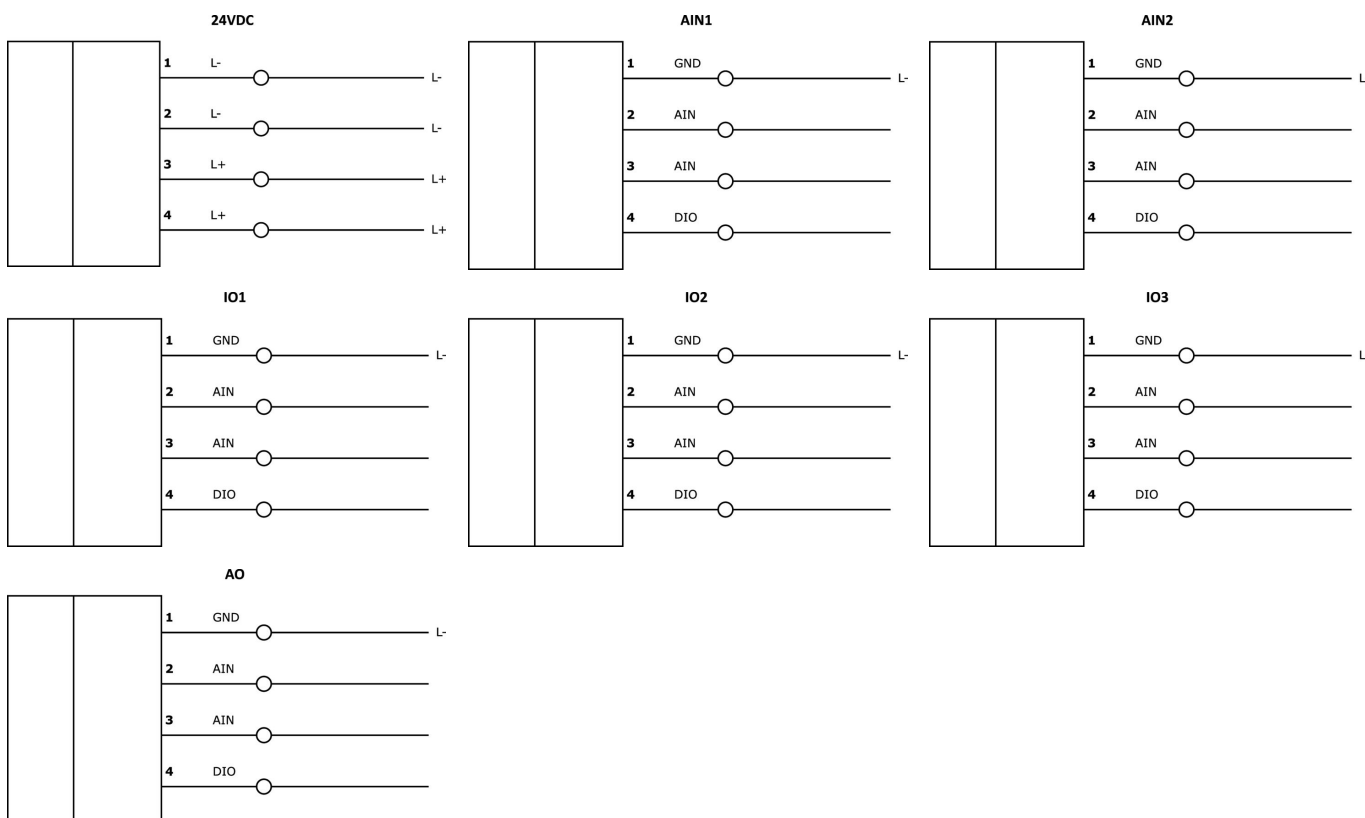 24VDC
1 L- L-
2 L- L-
3 L+ L+
4 L+ L+
AIN1
1 GND L-
2 AIN
3 AIN
4 DIO
AIN2
1 GND L
2 AIN
3 AIN
4 DIO
IO1
1 GND L-
2 AIN
3 AIN
4 DIO
IO2
1 GND L-
2 AIN
3 AIN
4 DIO
IO3
1 GND L
2 AIN
3 AIN
4 DIO
AO
1 GND L-
2 AIN
3 AIN
4 DIO